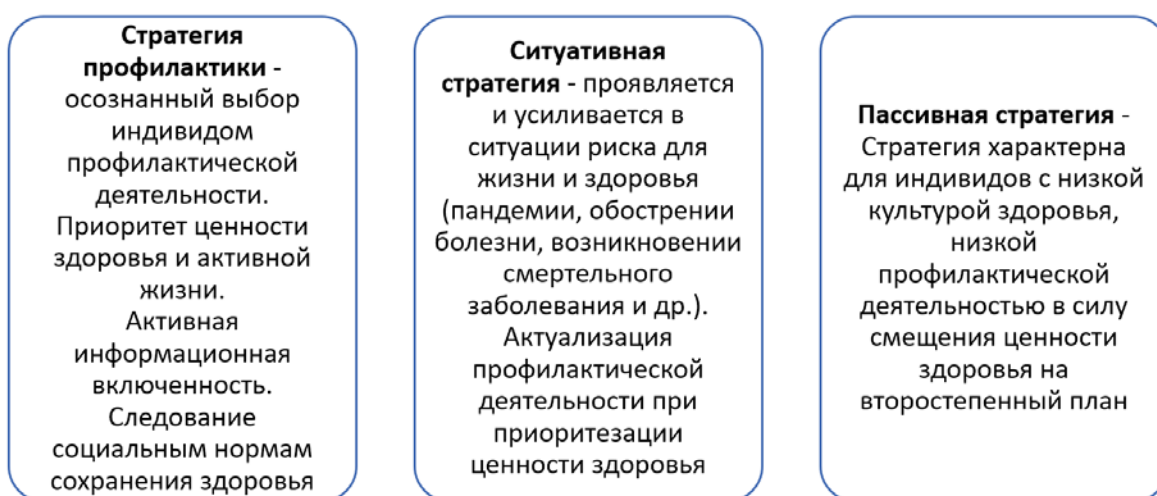 Стратегия
профилактики -
осознанный выбор
индивидом
профилактической
деятельности.
Приоритет ценности
здоровья и активной
жизни.
Активная
информационная
включенность.
Следование
социальным нормам
сохранения здоровья
Ситуативная
стратегия - проявляется
и усиливается в
ситуации риска для
жизни и здоровья
(пандемии, обострении
болезни, возникновении
смертельного
заболевания и др.).
Актуализация
профилактической
деятельности при
приоритезации
ценности здоровья
Пассивная стратегия -
Стратегия характерна
для индивидов с низкой
культурой здоровья,
низкой
профилактической
деятельностью в силу
смещения ценности
здоровья на
второстепенный план